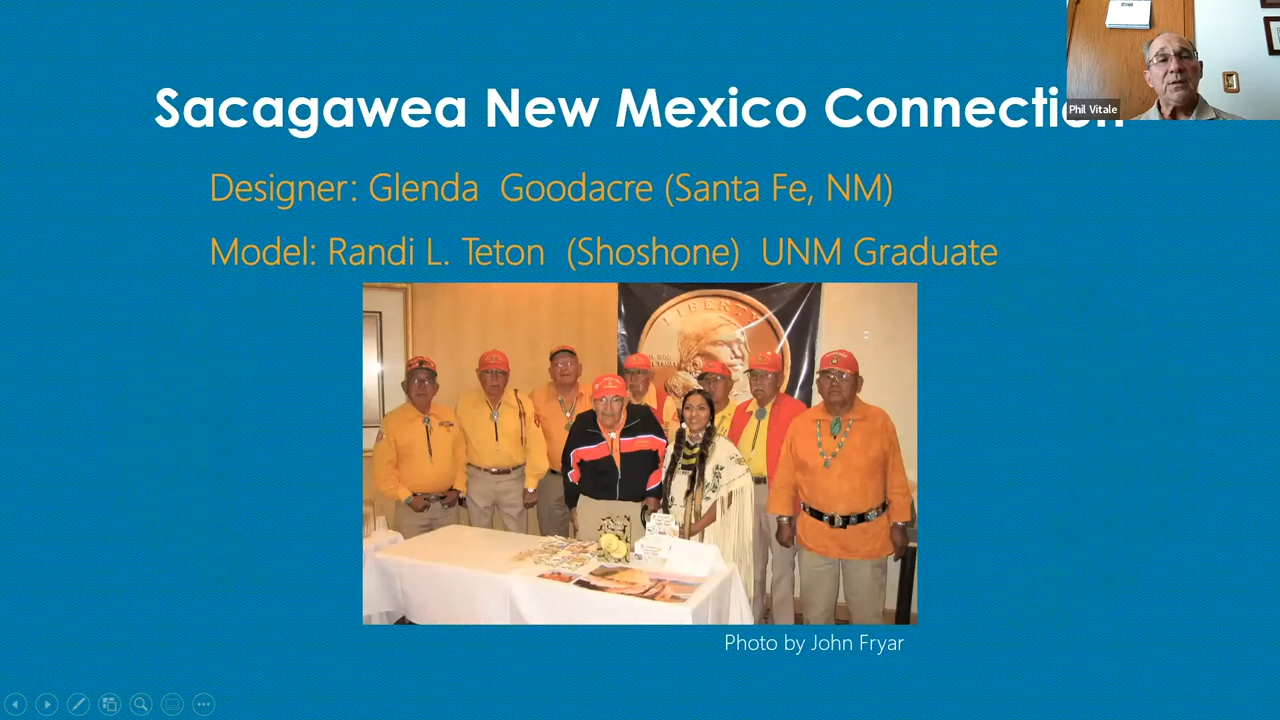 Sacagawea New Mexico Connection
Phil Vitale
Designer: Glenda Goodacre (Santa Fe, NM)
Model: Randi L. Teton (Shoshone) UNM Graduate
LIBERTY
Photo by John Fryar